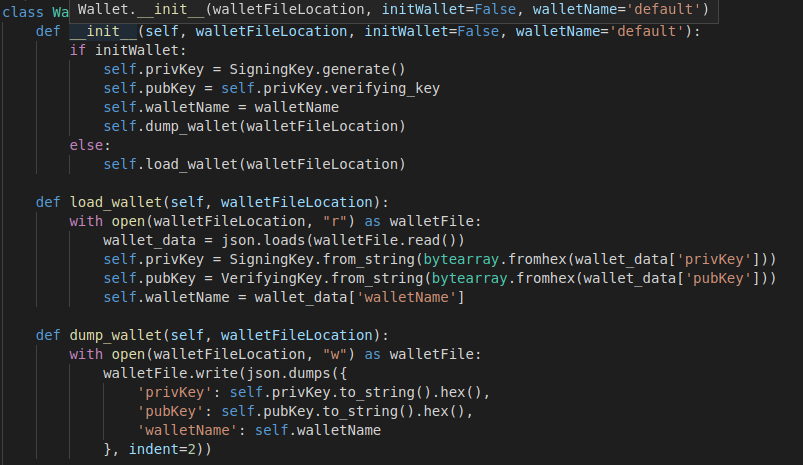 class Wa
Wallet.__init__(walletFileLocation, initWallet=False, walletName='default')
    def __init__(self, walletFileLocation, initWallet=False, walletName='default'):
        if initWallet:
            self.privKey = SigningKey.generate()
            self.pubKey = self.privKey.verifying_key
            self.walletName = walletName
            self.dump_wallet(walletFileLocation)
        else:
            self.load_wallet(walletFileLocation)

    def load_wallet(self, walletFileLocation):
        with open(walletFileLocation, "r") as walletFile:
            wallet_data = json.loads(walletFile.read())
            self.privKey = SigningKey.from_string(bytearray.fromhex(wallet_data['privKey']))
            self.pubKey = VerifyingKey.from_string(bytearray.fromhex(wallet_data['pubKey']))
            self.walletName = wallet_data['walletName']

    def dump_wallet(self, walletFileLocation):
        with open(walletFileLocation, "w") as walletFile:
            walletFile.write(json.dumps({
                'privKey': self.privKey.to_string().hex(),
                'pubKey': self.pubKey.to_string().hex(),
                'walletName': self.walletName
            }, indent=2))